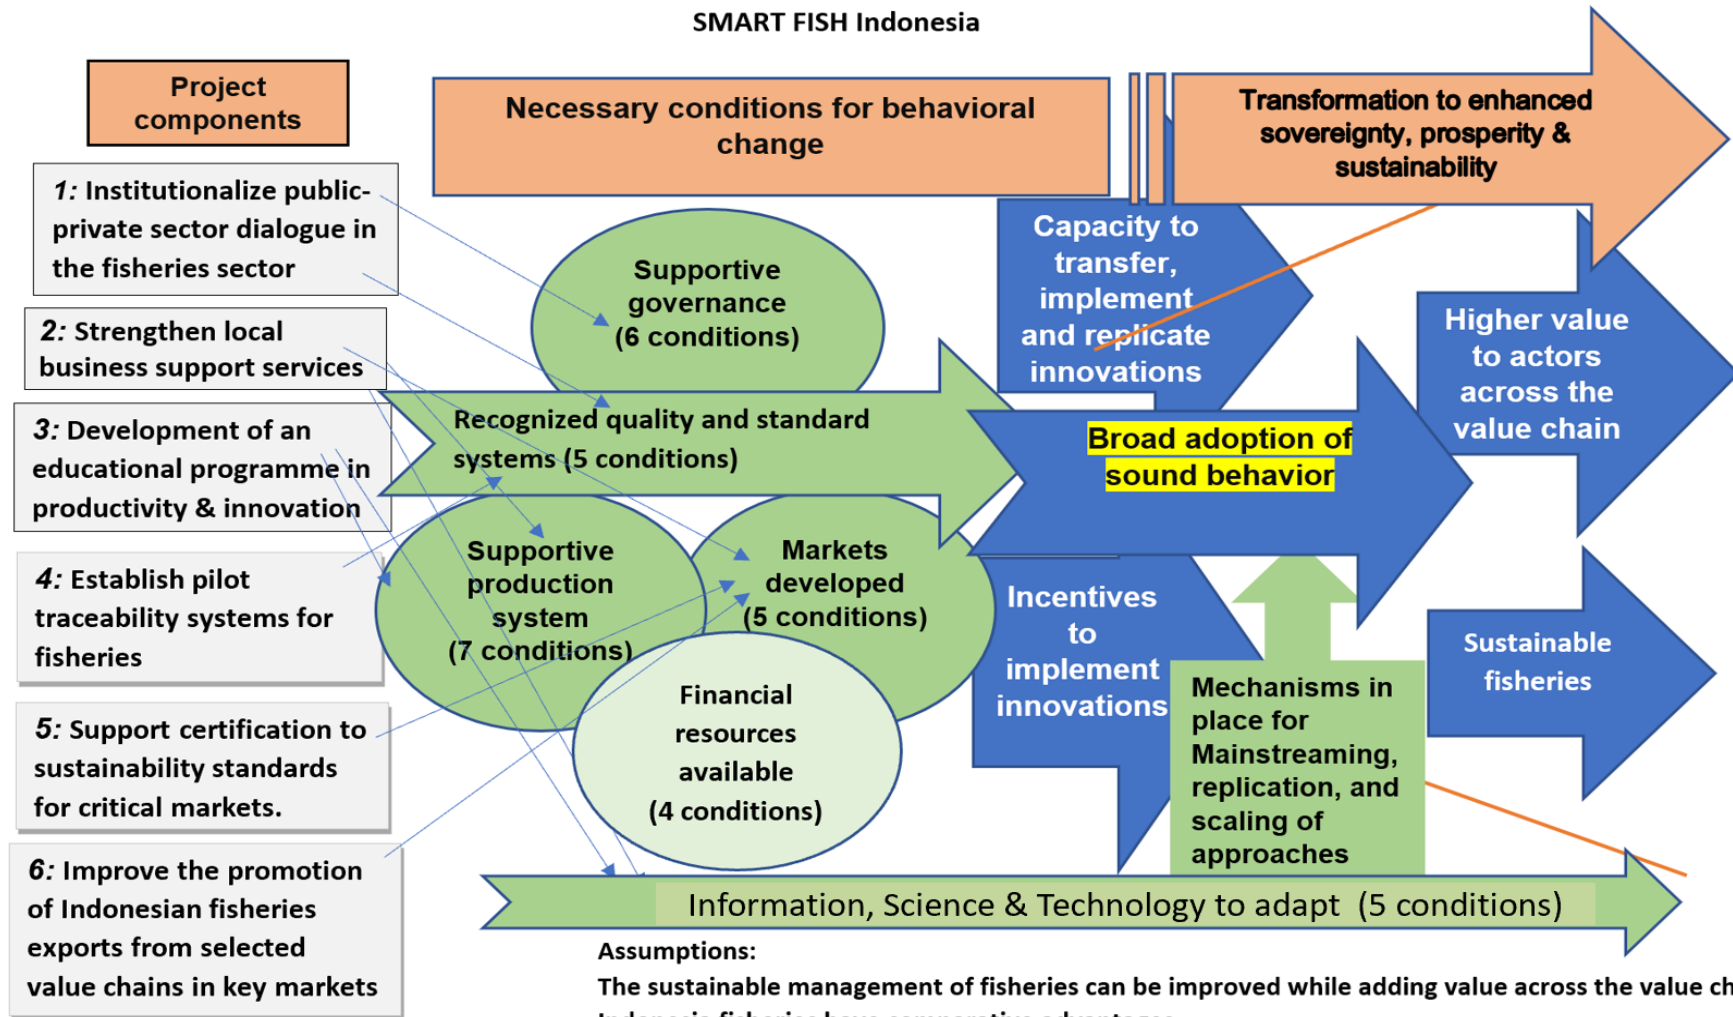 SMART FISH Indonesia
Project
components
Necessary conditions for behavioral
change
Transformation to enhanced
sovereignty, prosperity &
sustainability
1: Institutionalize public-
private sector dialogue in
the fisheries sector
2: Strengthen local
business support services
3: Development of an
educational programme in
productivity & innovation
4: Establish pilot
traceability systems for
fisheries
5: Support certification to
sustainability standards
for critical markets.
6: Improve the promotion
of Indonesian fisheries
exports from selected
value chains in key markets
Supportive
governance
(6 conditions)
Recognized quality and standard
systems (5 conditions)
Supportive
production
system
(7 conditions)
Markets
developed
(5 conditions)
Financial
resources
available
(4 conditions)
Capacity to
transfer,
implement
and replicate
innovations
Broad adoption of
sound behavior
Incentives
to
implement
innovations
Mechanisms in
place for
Mainstreaming,
replication, and
scaling of
approaches
Higher value
to actors
across the
value chain
Sustainable
fisheries
Information, Science & Technology to adapt (5 conditions)
Assumptions:
The sustainable management of fisheries can be improved while adding value across the value ch
Indonesia fisheries have comparative advantages